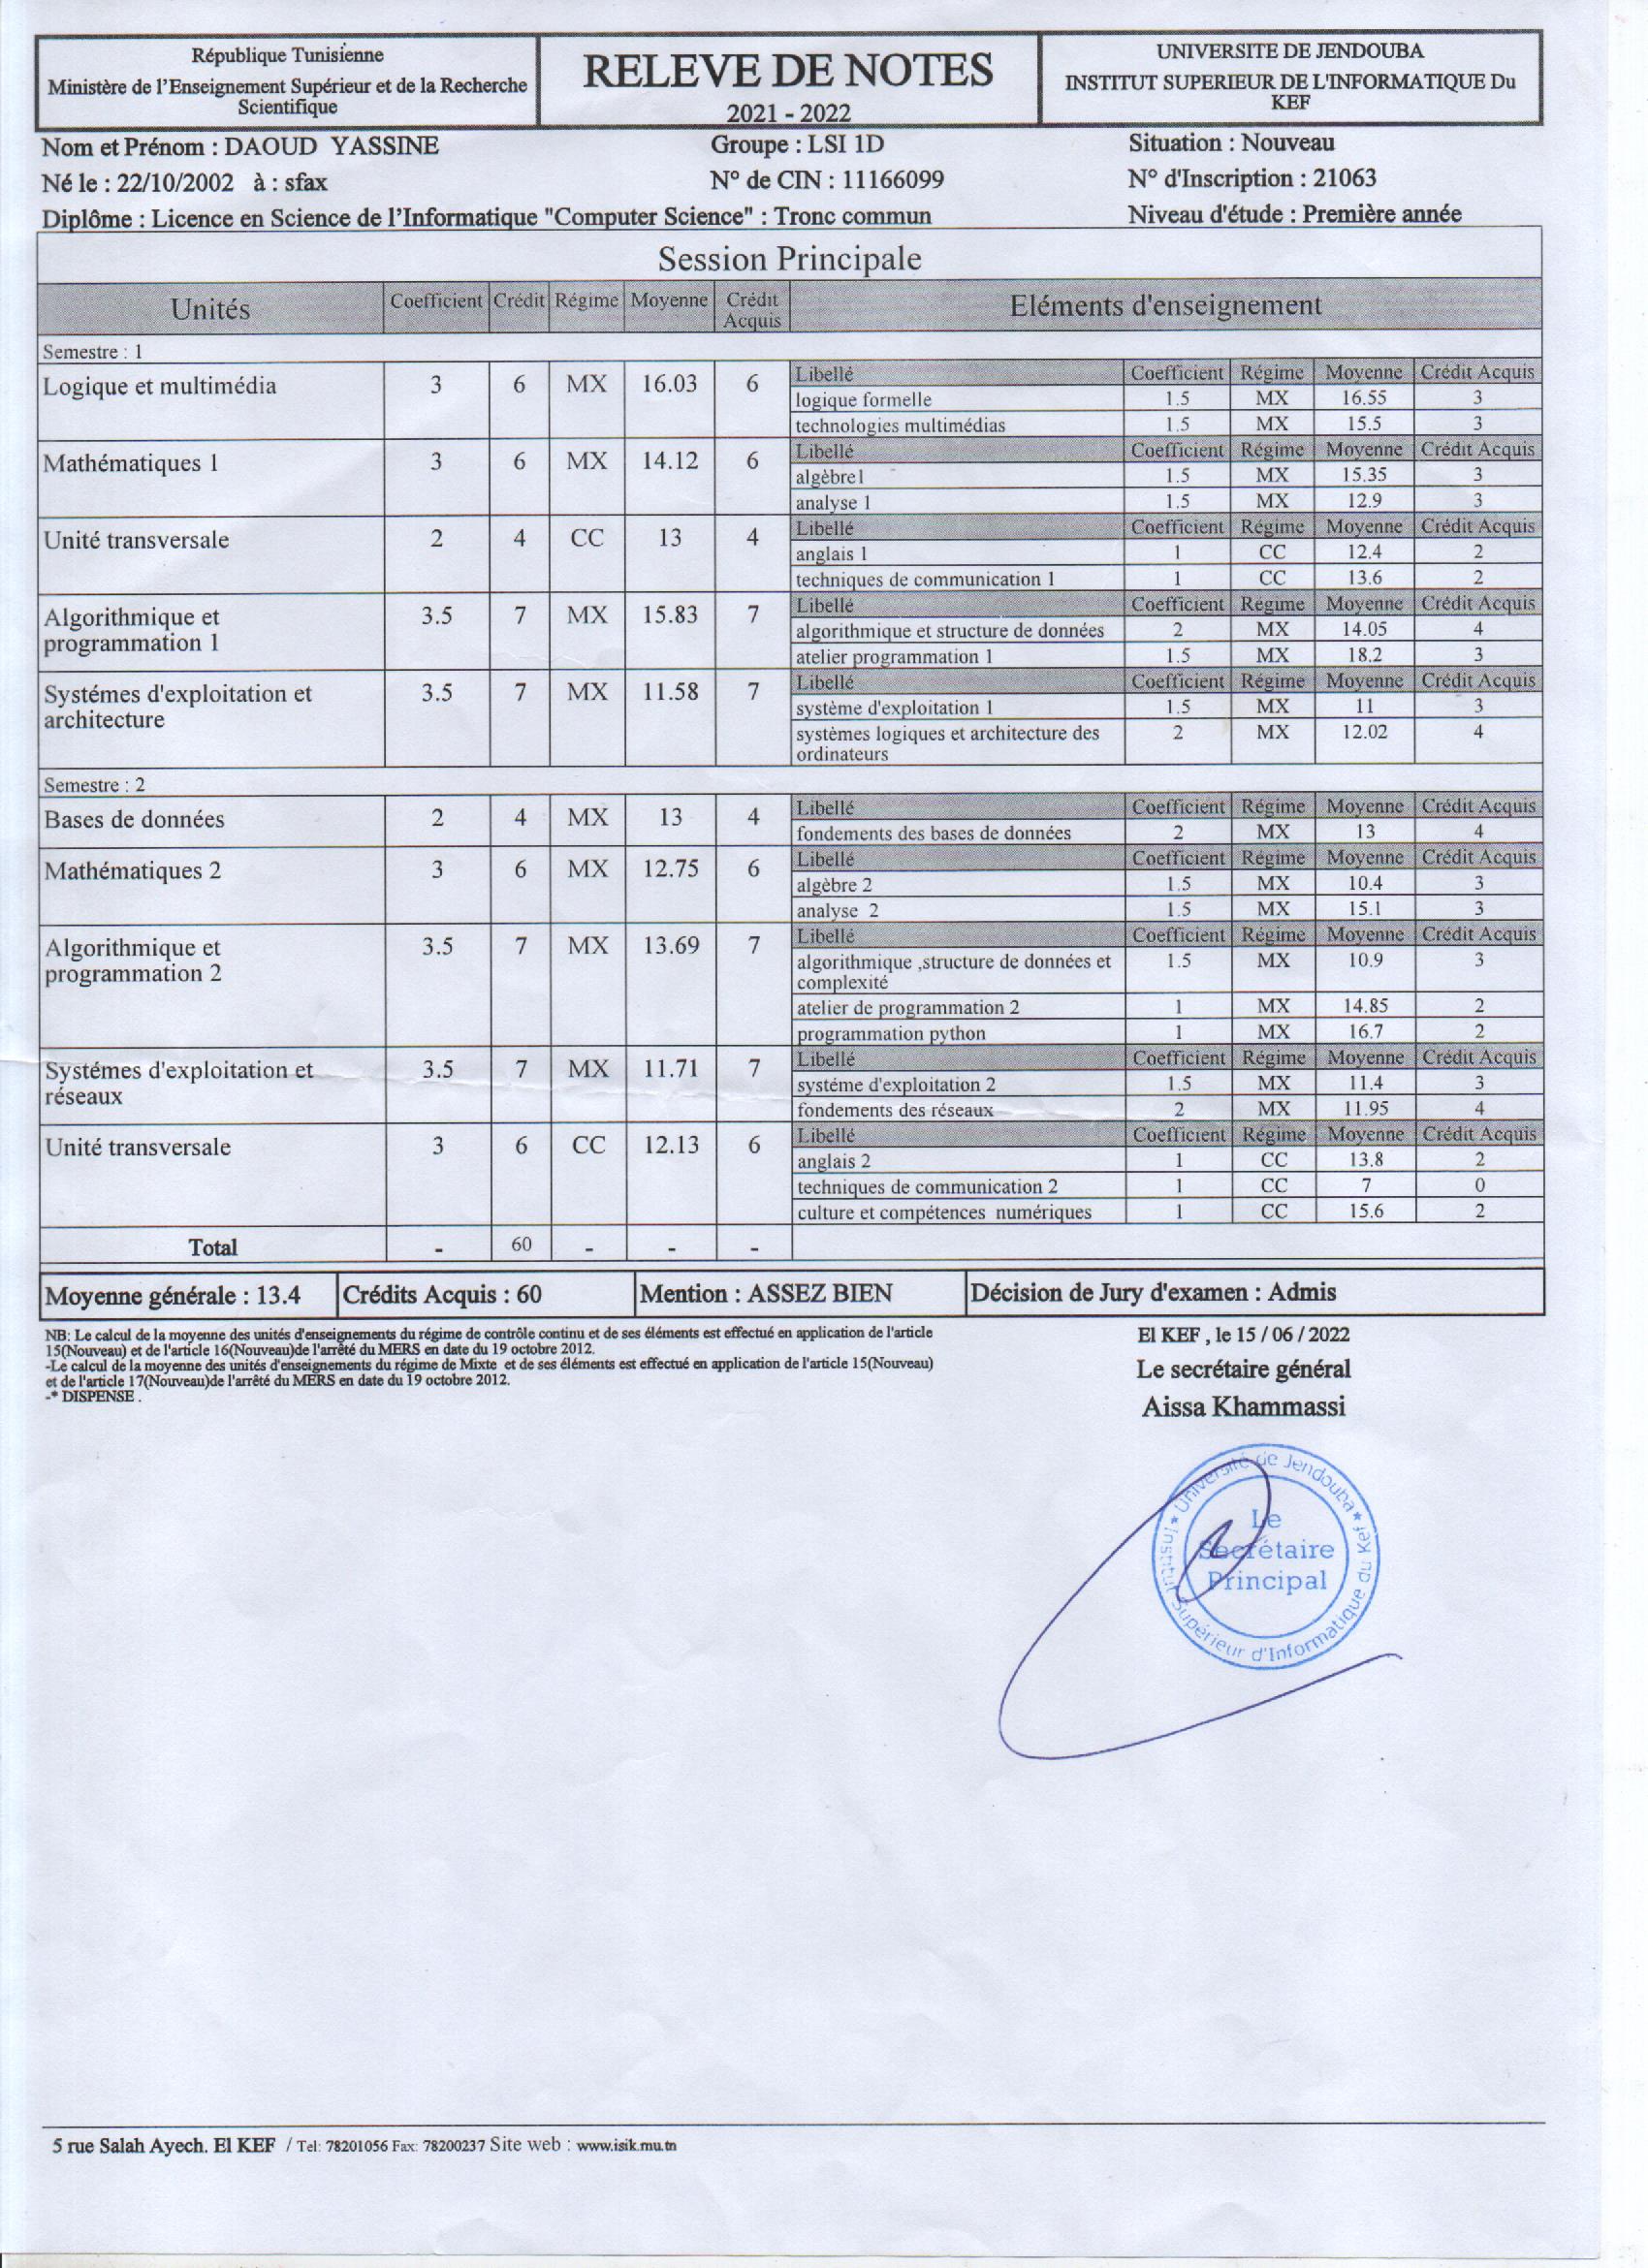 République Tunisienne
Ministère de l'Enseignement Supérieur et de la Recherche
Scientifique
RELEVE DE NOTES
2021 - 2022
UNIVERSITE DE JENDOUBA
INSTITUT SUPERIEUR DE L'INFORMATIQUE Du
KEF
Nom et Prénom : DAOUD YASSINE Groupe : LSI 1D Situation : Nouveau
Né le : 22/10/2002 à : sfax N° de CIN : 11166099 N° d'Inscription : 21063
Diplôme : Licence en Science de l'Informatique "Computer Science" : Tronc commun Niveau d'étude : Première année
Session Principale
Unités Coefficient Crédit Régime Moyenne Crédit Acquis Eléments d'enseignement
Semestre : 1
Logique et multimédia 3 6 MX 16.03 6
Libellé Coefficient Régime Moyenne Crédit Acquis
logique formelle 1.5 MX 16.55 3
technologies multimédias 1.5 MX 15.5 3
Mathématiques 1 3 6 MX 14.12 6
Libellé Coefficient Régime Moyenne Crédit Acquis
algèbre1 1.5 MX 15.35 3
analyse 1 1.5 MX 12.9 3
Unité transversale 2 4 CC 13 4
Libellé Coefficient Régime Moyenne Crédit Acquis
anglais 1 1 CC 12.4 2
techniques de communication 1 1 CC 13.6 2
Algorithmique et
programmation 1 3.5 7 MX 15.83 7
Libellé Coefficient Régime Moyenne Crédit Acquis
algorithmique et structure de données 2 MX 14.05 4
atelier programmation 1 1.5 MX 18.2 3
Systémes d'exploitation et
architecture 3.5 7 MX 11.58 7
Libellé Coefficient Régime Moyenne Crédit Acquis
système d'exploitation 1 1.5 MX 11 3
systèmes logiques et architecture des
ordinateurs 2 MX 12.02 4
Semestre : 2
Bases de données 2 4 MX 13 4
Libellé Coefficient Régime Moyenne Crédit Acquis
fondements des bases de données 2 MX 13 4
Mathématiques 2 3 6 MX 12.75 6
Libellé Coefficient Régime Moyenne Crédit Acquis
algèbre 2 1.5 MX 10.4 3
analyse 2 1.5 MX 15.1 3
Algorithmique et
programmation 2 3.5 7 MX 13.69 7
Libellé Coefficient Régime Moyenne Crédit Acquis
algorithmique ,structure de données et
complexité 1.5 MX 10.9 3
atelier de programmation 2 1 MX 14.85 2
programmation python 1 MX 16.7 2
Systémes d'exploitation et
réseaux 3.5 7 MX 11.71 7
Libellé Coefficient Régime Moyenne Crédit Acquis
systéme d'exploitation 2 1.5 MX 11.4 3
fondements des réseaux 2 MX 11.95 4
Unité transversale 3 6 CC 12.13 6
Libellé Coefficient Régime Moyenne Crédit Acquis
anglais 2 1 CC 13.8 2
techniques de communication 2 1 CC 7 0
culture et compétences numériques 1 CC 15.6 2
Total - 60 - - -
Moyenne générale : 13.4 Crédits Acquis : 60 Mention : ASSEZ BIEN Décision de Jury d'examen : Admis
NB: Le calcul de la moyenne des unités d'enseignements du régime de contrôle continu et de ses éléments est effectué en application de l'article
15(Nouveau) et de l'article 16(Nouveau)de l'arrêté du MERS en date du 19 octobre 2012.
-Le calcul de la moyenne des unités d'enseignements du régime de Mixte et de ses éléments est effectué en application de l'article 15(Nouveau)
et de l'article 17(Nouveau)de l'arrêté du MERS en date du 19 octobre 2012.
-* DISPENSE .
El KEF , le 15 / 06 / 2022
Le secrétaire général
Aissa Khammassi
Université de Jendouba
Le
Secrétaire
Principal
Institut Supérieur d'Informatique du Kef
5 rue Salah Ayech. El KEF / Tel: 78201056 Fax: 78200237 Site web : www.isik.rnu.tn